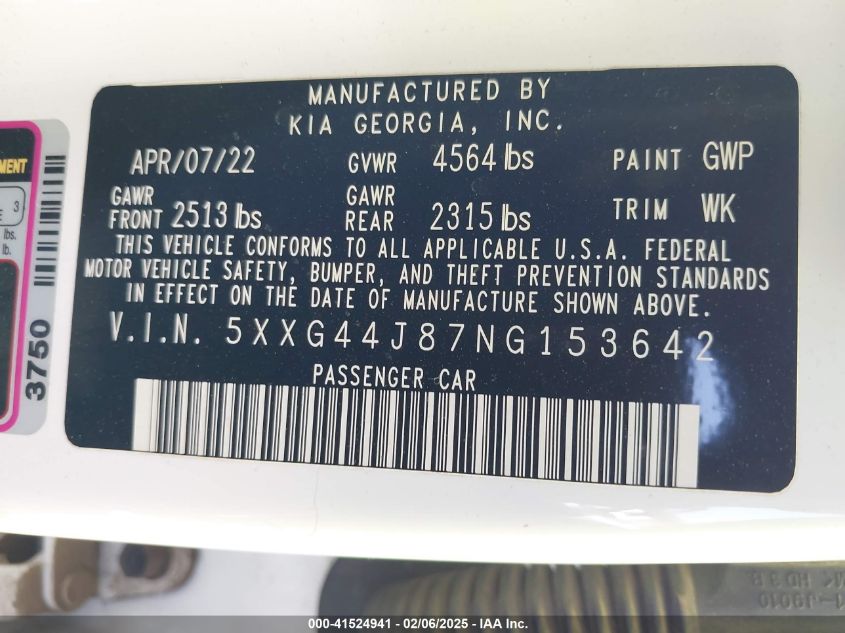 MANUFACTURED BY
KIA GEORGIA, INC.
APR/07/22 GVWR 4564 lbs PAINT GWP
GAWR FRONT 2513 lbs GAWR REAR 2315 lbs TRIM WK
THIS VEHICLE CONFORMS TO ALL APPLICABLE U.S.A. FEDERAL
MOTOR VEHICLE SAFETY, BUMPER, AND THEFT PREVENTION STANDARDS
IN EFFECT ON THE DATE OF MANUFACTURE SHOWN ABOVE.
V.I.N. 5XXG44J87NG153642
PASSENGER CAR
3
lbs.
lb.
3750
000-41524941 - 02/06/2025 - IAA Inc.